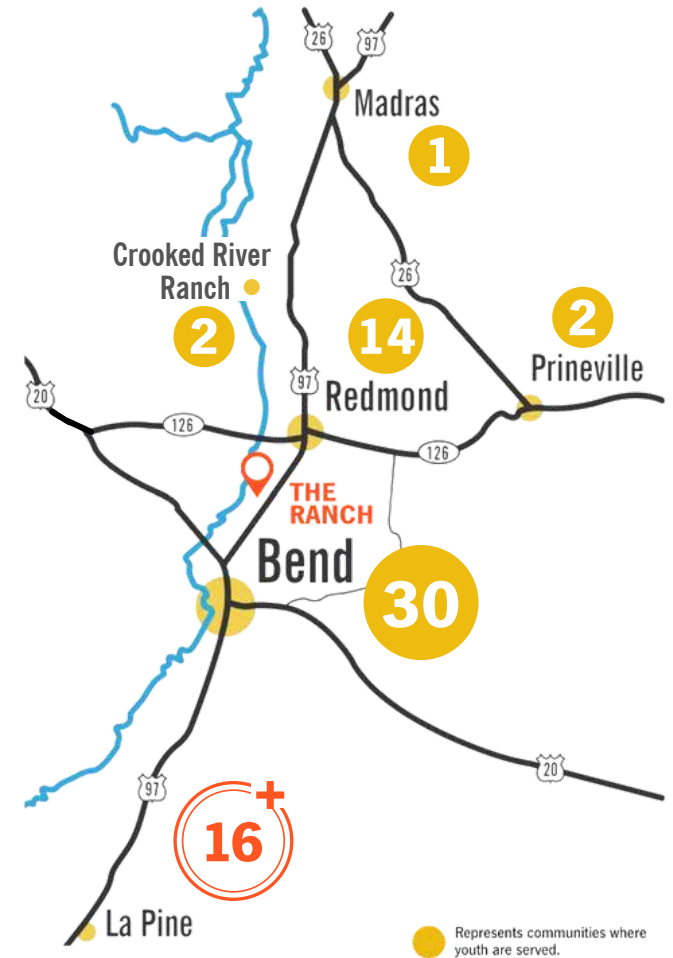 26
97
Madras
1
Crooked River
Ranch
26
2
14
2
Prineville
20
97
Redmond
126
126
THE
RANCH
Bend
30
20
97
16+
La Pine
Represents communities where
youth are served.